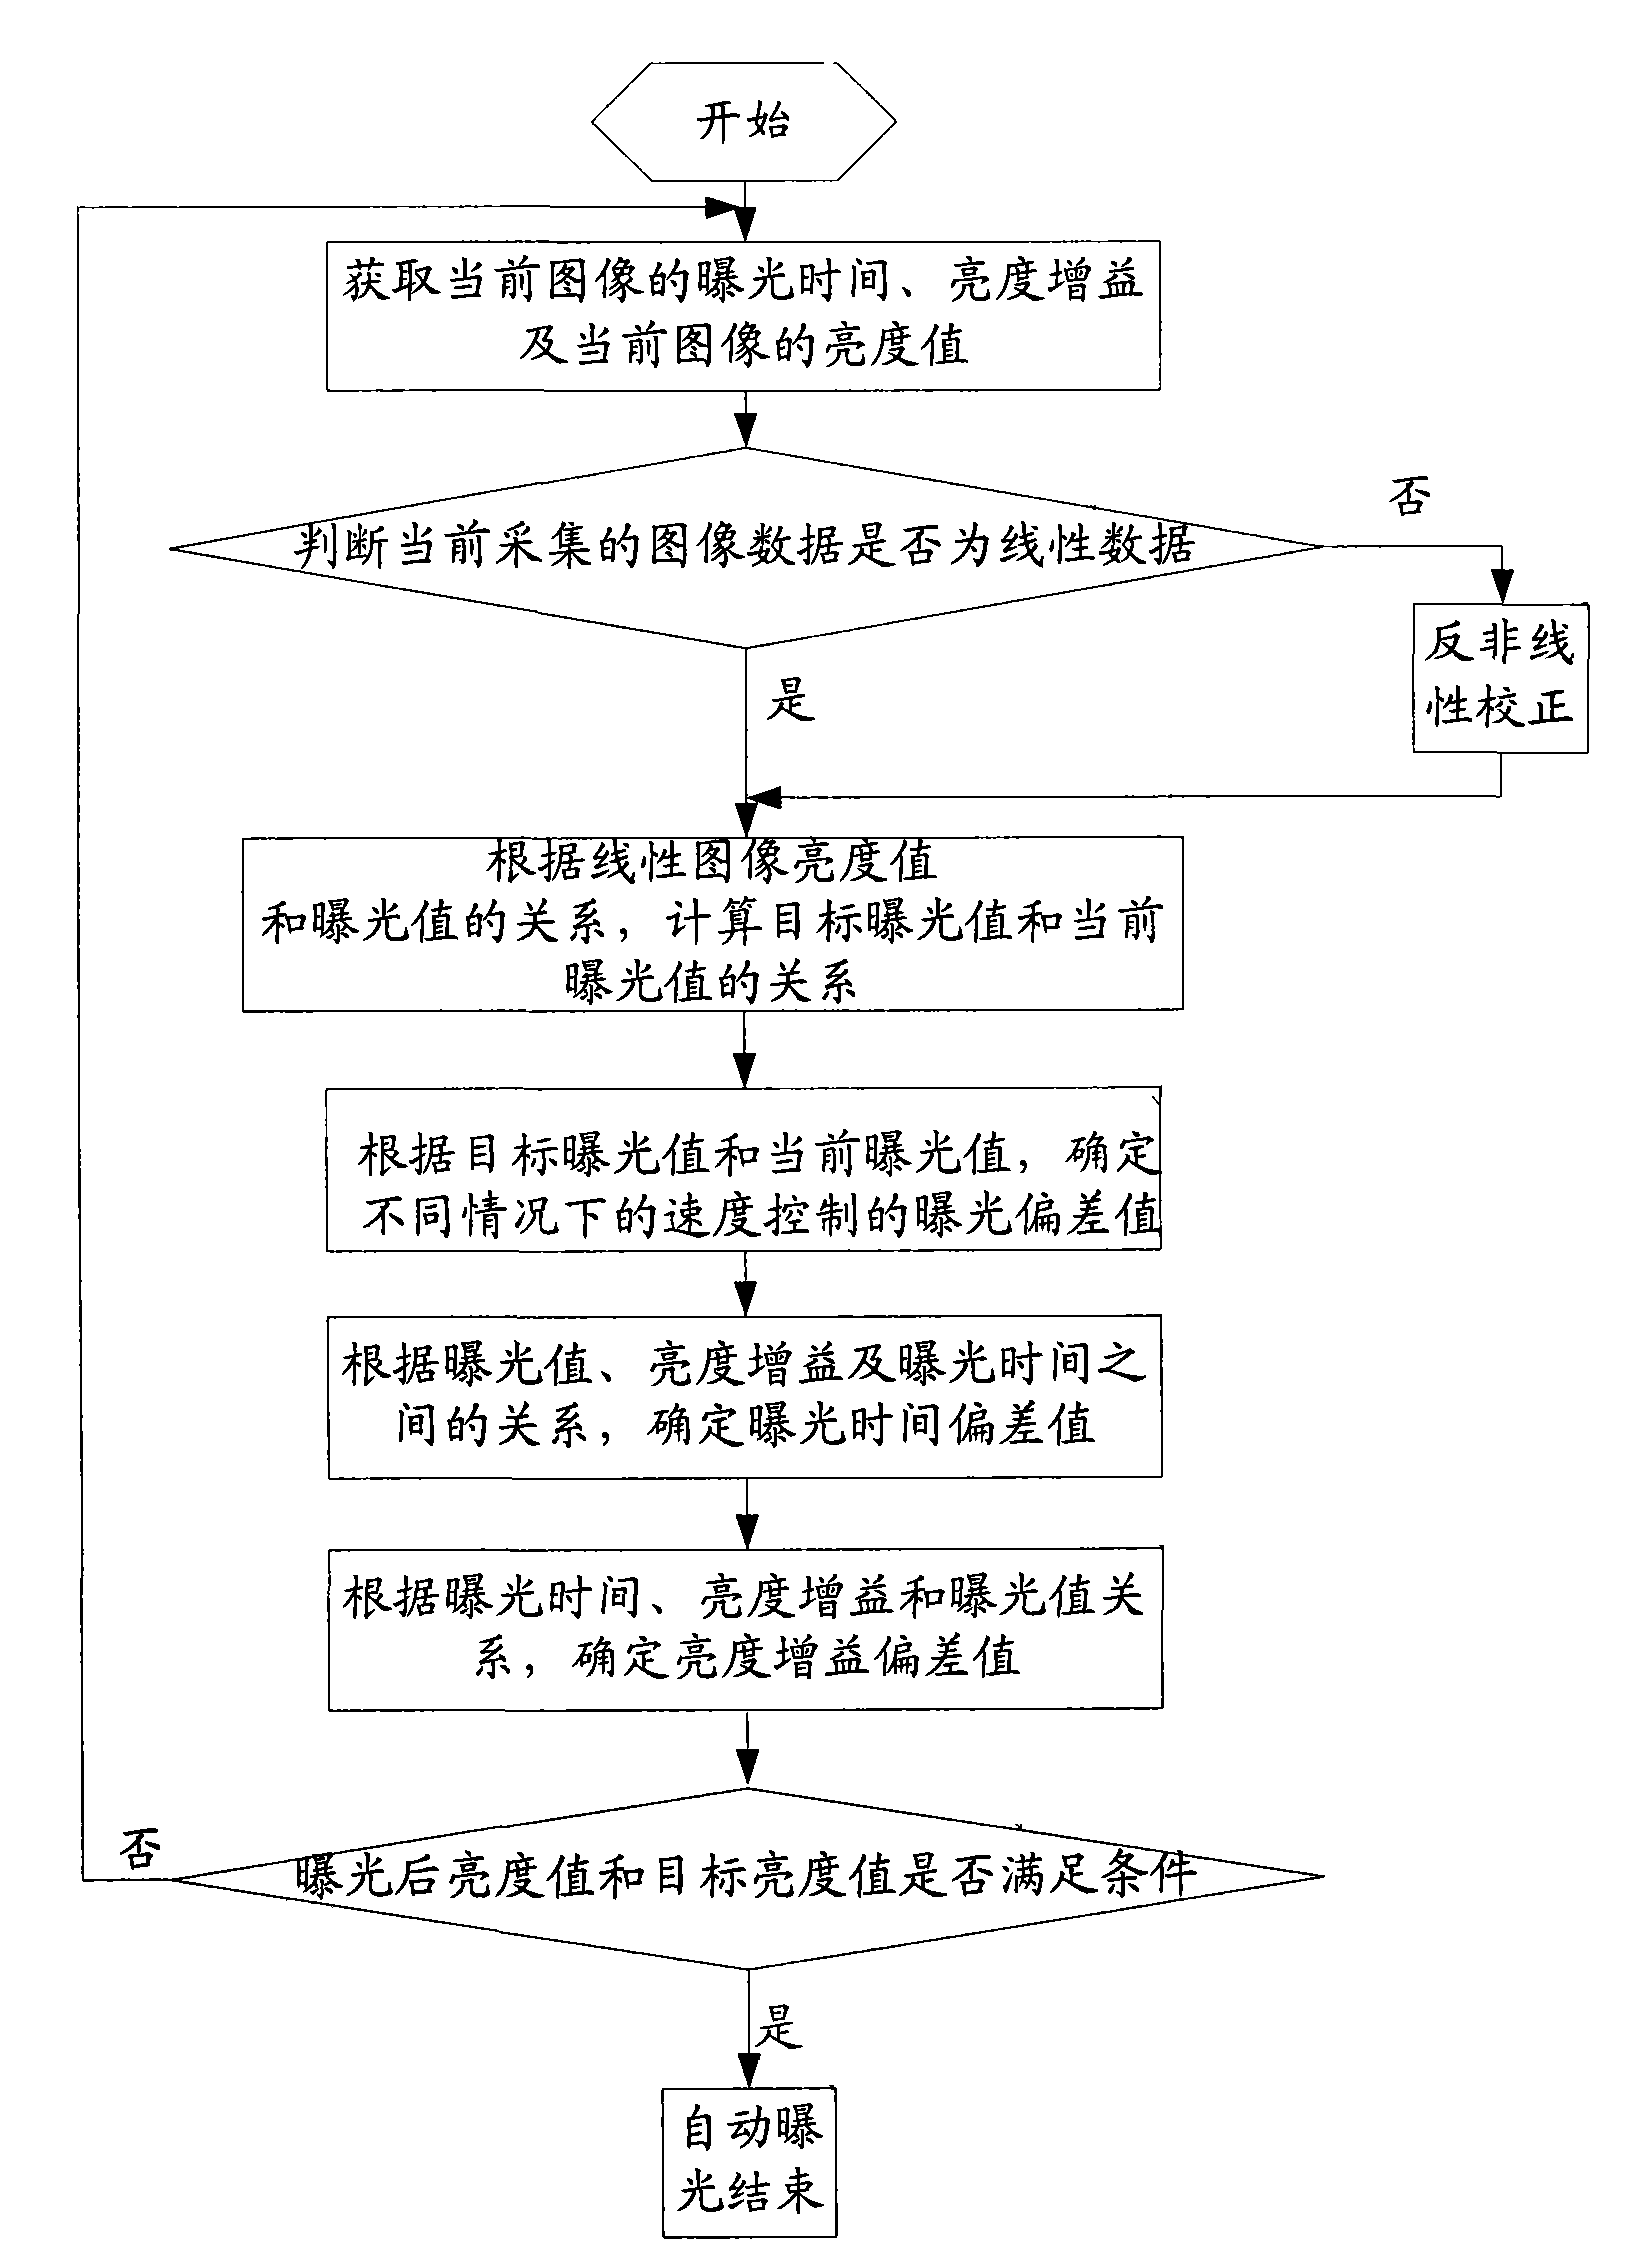 开始
获取当前图像的曝光时间、亮度增益
及当前图像的亮度值
判断当前采集的图像数据是否为线性数据
否
反非线
性校正
是
根据线性图像亮度值
和曝光值的关系，计算目标曝光值和当前
曝光值的关系
根据目标曝光值和当前曝光值，确定
不同情况下的速度控制的曝光偏差值
根据曝光值、亮度增益及曝光时间之
间的关系，确定曝光时间偏差值
根据曝光时间、亮度增益和曝光值关
系，确定亮度增益偏差值
否
曝光后亮度值和目标亮度值是否满足条件
是
自动曝
光结束